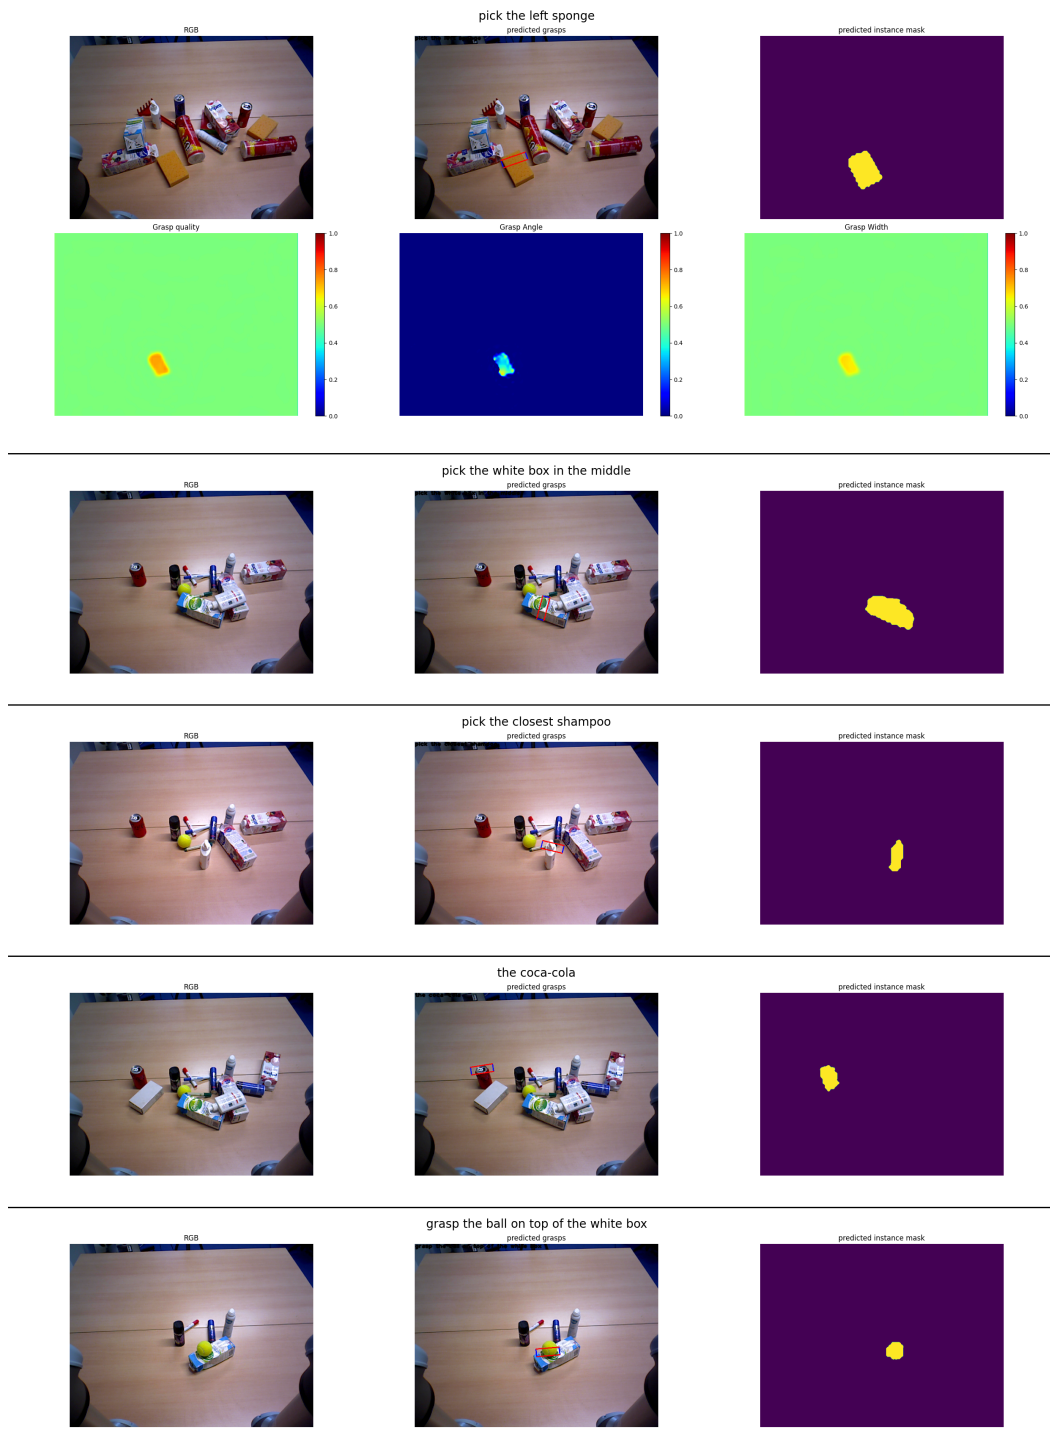 pick the left sponge
RGB
predicted grasps
predicted instance mask
Grasp quality
Grasp Angle
Grasp Width
1.0
0.8
0.6
0.4
0.2
0.0
1.0
0.8
0.6
0.4
0.2
0.0
1.0
0.8
0.6
0.4
0.2
0.0
pick the white box in the middle
RGB
predicted grasps
predicted instance mask
pick the closest shampoo
RGB
predicted grasps
predicted instance mask
the coca-cola
RGB
predicted grasps
predicted instance mask
grasp the ball on top of the white box
RGB
predicted grasps
predicted instance mask